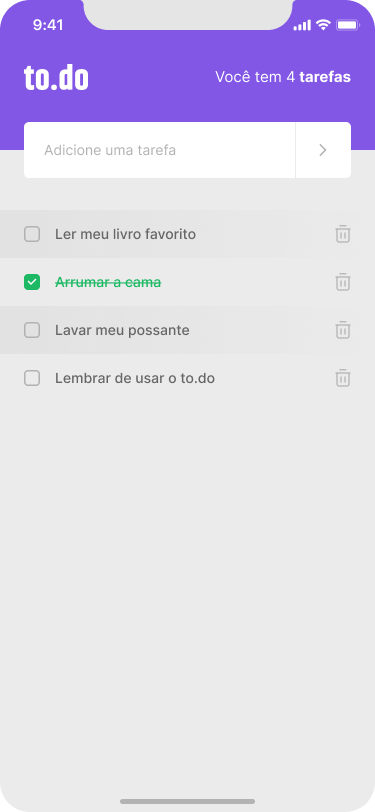 9:41
to.do
Você tem 4 tarefas
Adicione uma tarefa
Ler meu livro favorito
Arrumar a cama
Lavar meu possante
Lembrar de usar o to.do